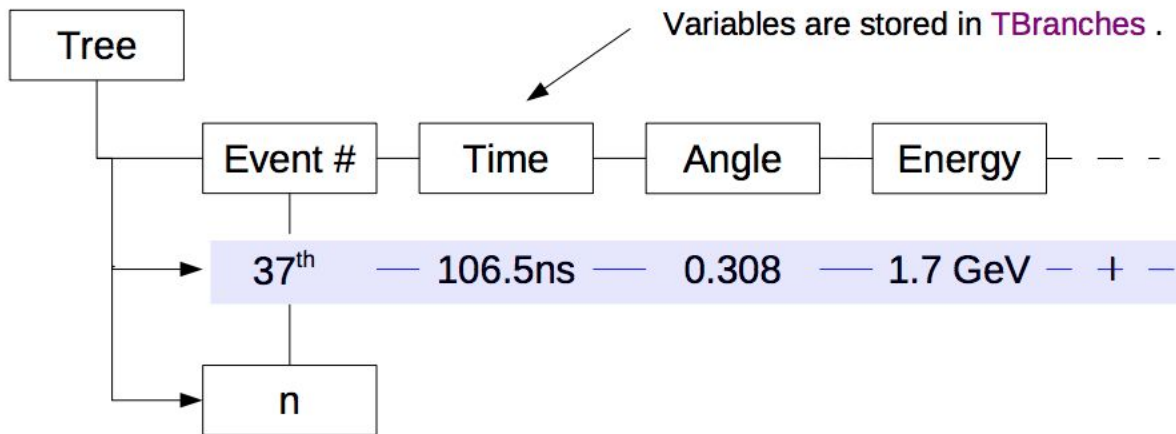 Variables are stored in TBranches .
Tree
Event # Time Angle Energy
37th 106.5ns 0.308 1.7 GeV
n